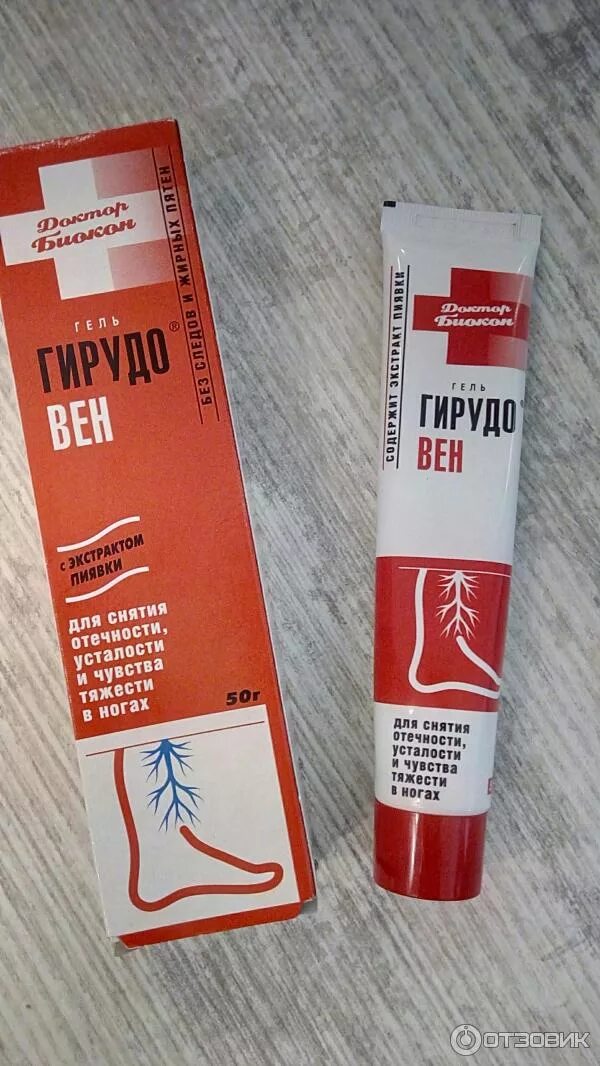 Доктор
Биокон
ГЕЛЬ
ГИРУДО®
ВЕН
БЕЗ СЛЕДОВ И ЖИРНЫХ ПЯТЕН
С ЭКСТРАКТОМ
ПИЯВКИ
для снятия
отечности,
усталости
и чувства
тяжести
в ногах
50г
Доктор
Биокон
СОДЕРЖИТ ЭКСТРАКТ ПИЯВКИ
ГЕЛЬ
ГИРУДО®
ВЕН
для снятия
отечности,
усталости
и чувства
тяжести
в ногах
ОТЗОВИК